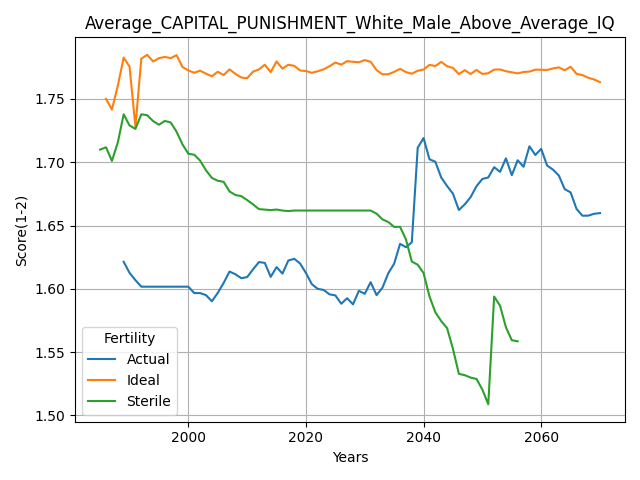 Average_CAPITAL_PUNISHMENT_White_Male_Above_Average_IQ
Score(1-2)
1.75
1.70
1.65
1.60
1.55
1.50
Fertility
Actual
Ideal
Sterile
2000
2020
2040
2060
Years